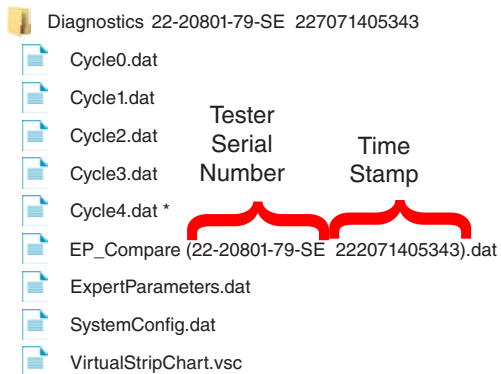 Diagnostics 22-20801-79-SE 227071405343
Cycle0.dat
Cycle1.dat
Cycle2.dat
Cycle3.dat
Cycle4.dat *
Tester
Serial
Number
Time
Stamp
EP_Compare (22-20801-79-SE 222071405343).dat
ExpertParameters.dat
SystemConfig.dat
VirtualStripChart.vsc